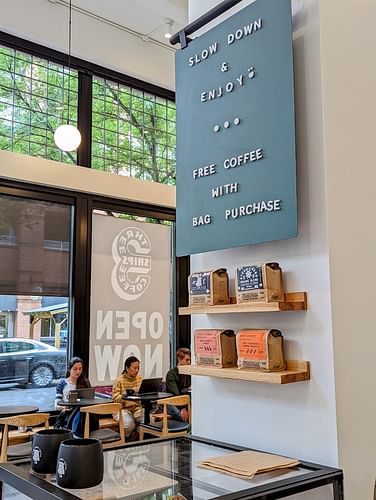 SLOW DOWN
&
ENJOY
FREE COFFEE
WITH
BAG PURCHASE
THREE
SHIPS
COFFEE
OPEN
NOW